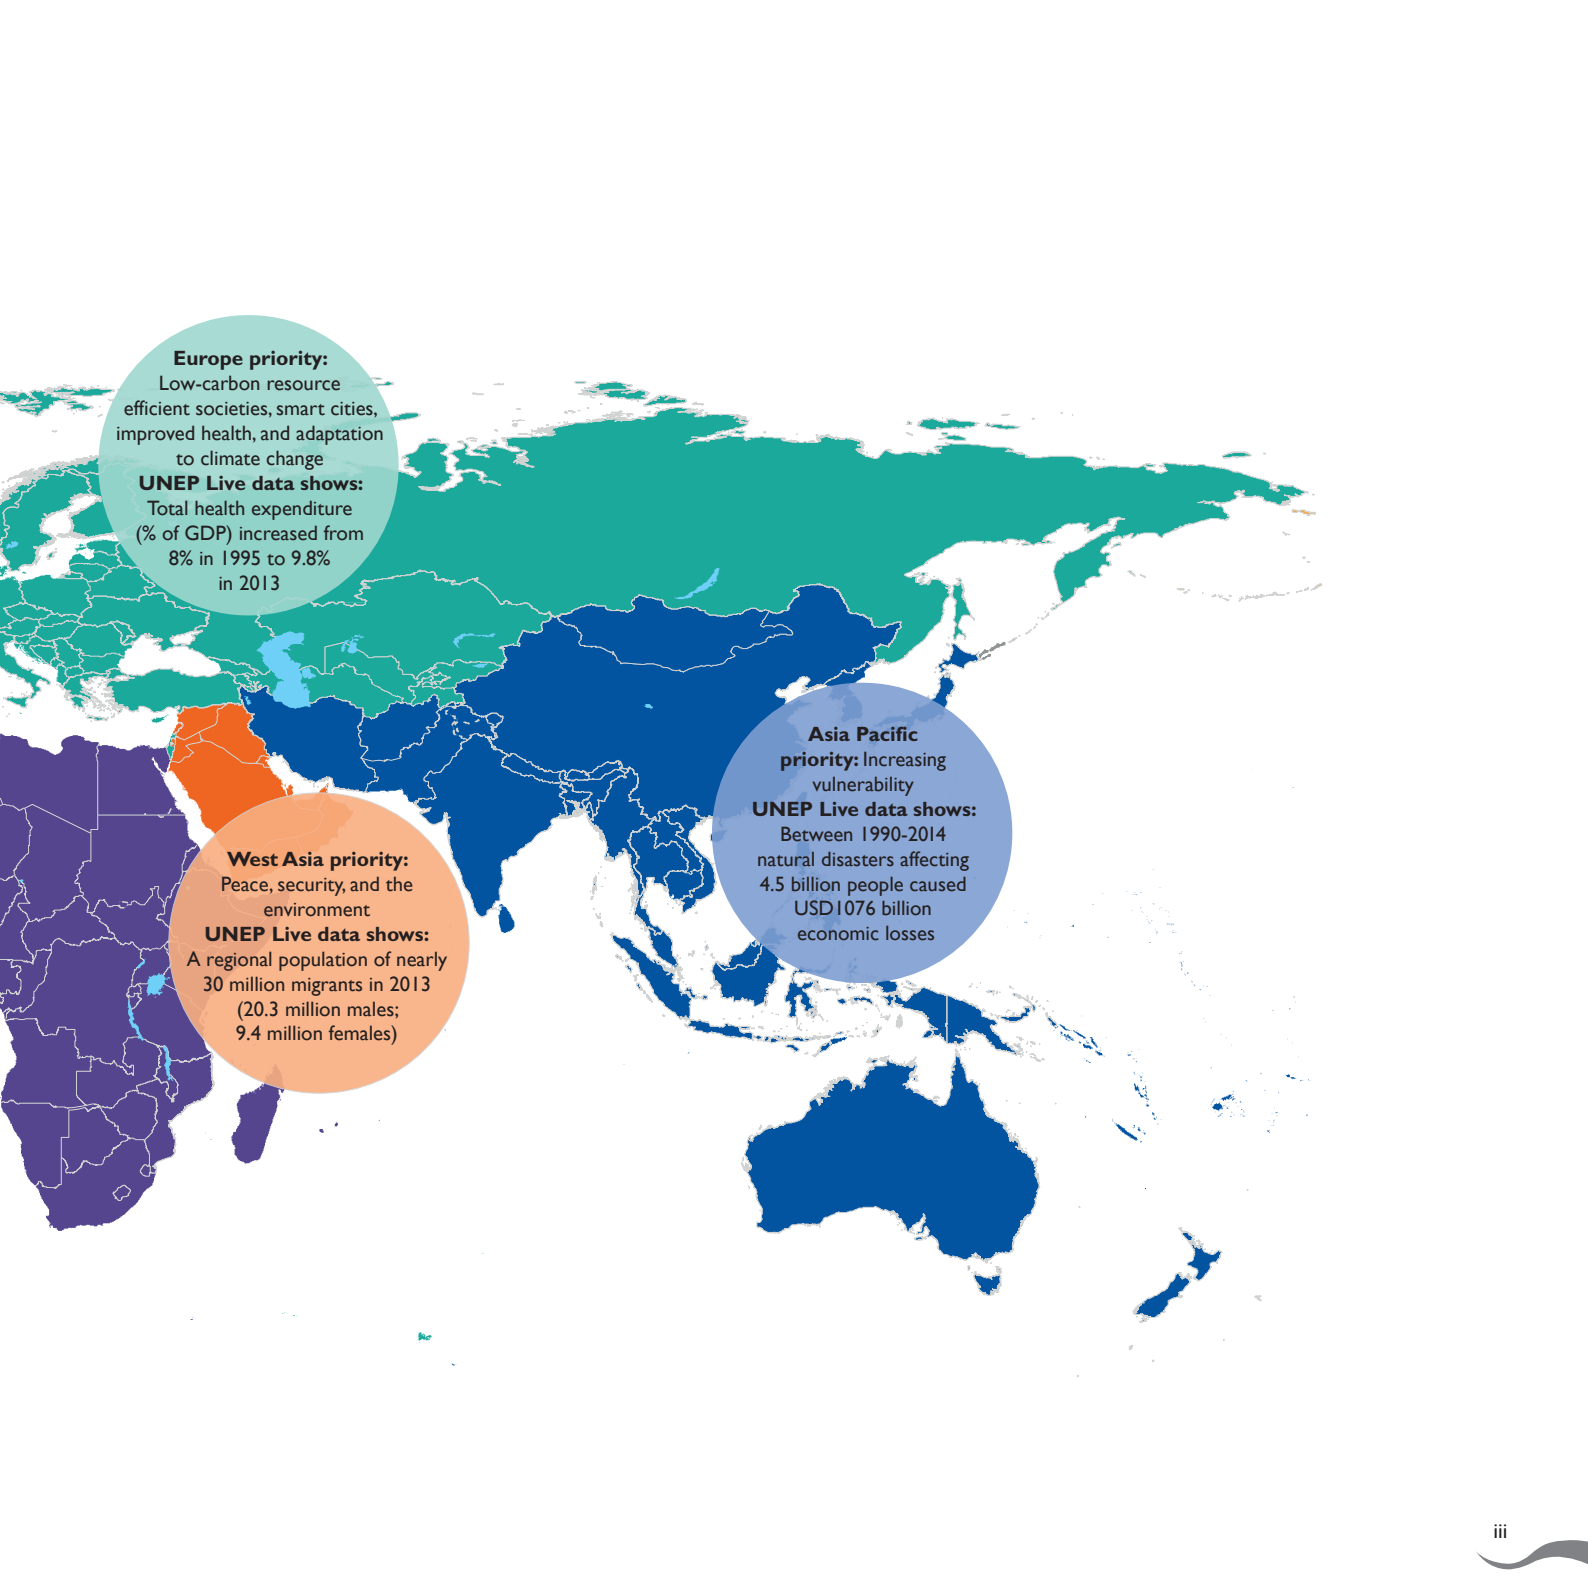 Europe priority:
Low-carbon resource
efficient societies, smart cities,
improved health, and adaptation
to climate change
UNEP Live data shows:
Total health expenditure
(% of GDP) increased from
8% in 1995 to 9.8%
in 2013
Asia Pacific
priority: Increasing
vulnerability
UNEP Live data shows:
Between 1990-2014
natural disasters affecting
4.5 billion people caused
USD1076 billion
economic losses
West Asia priority:
Peace, security, and the
environment
UNEP Live data shows:
A regional population of nearly
30 million migrants in 2013
(20.3 million males;
9.4 million females)
iii